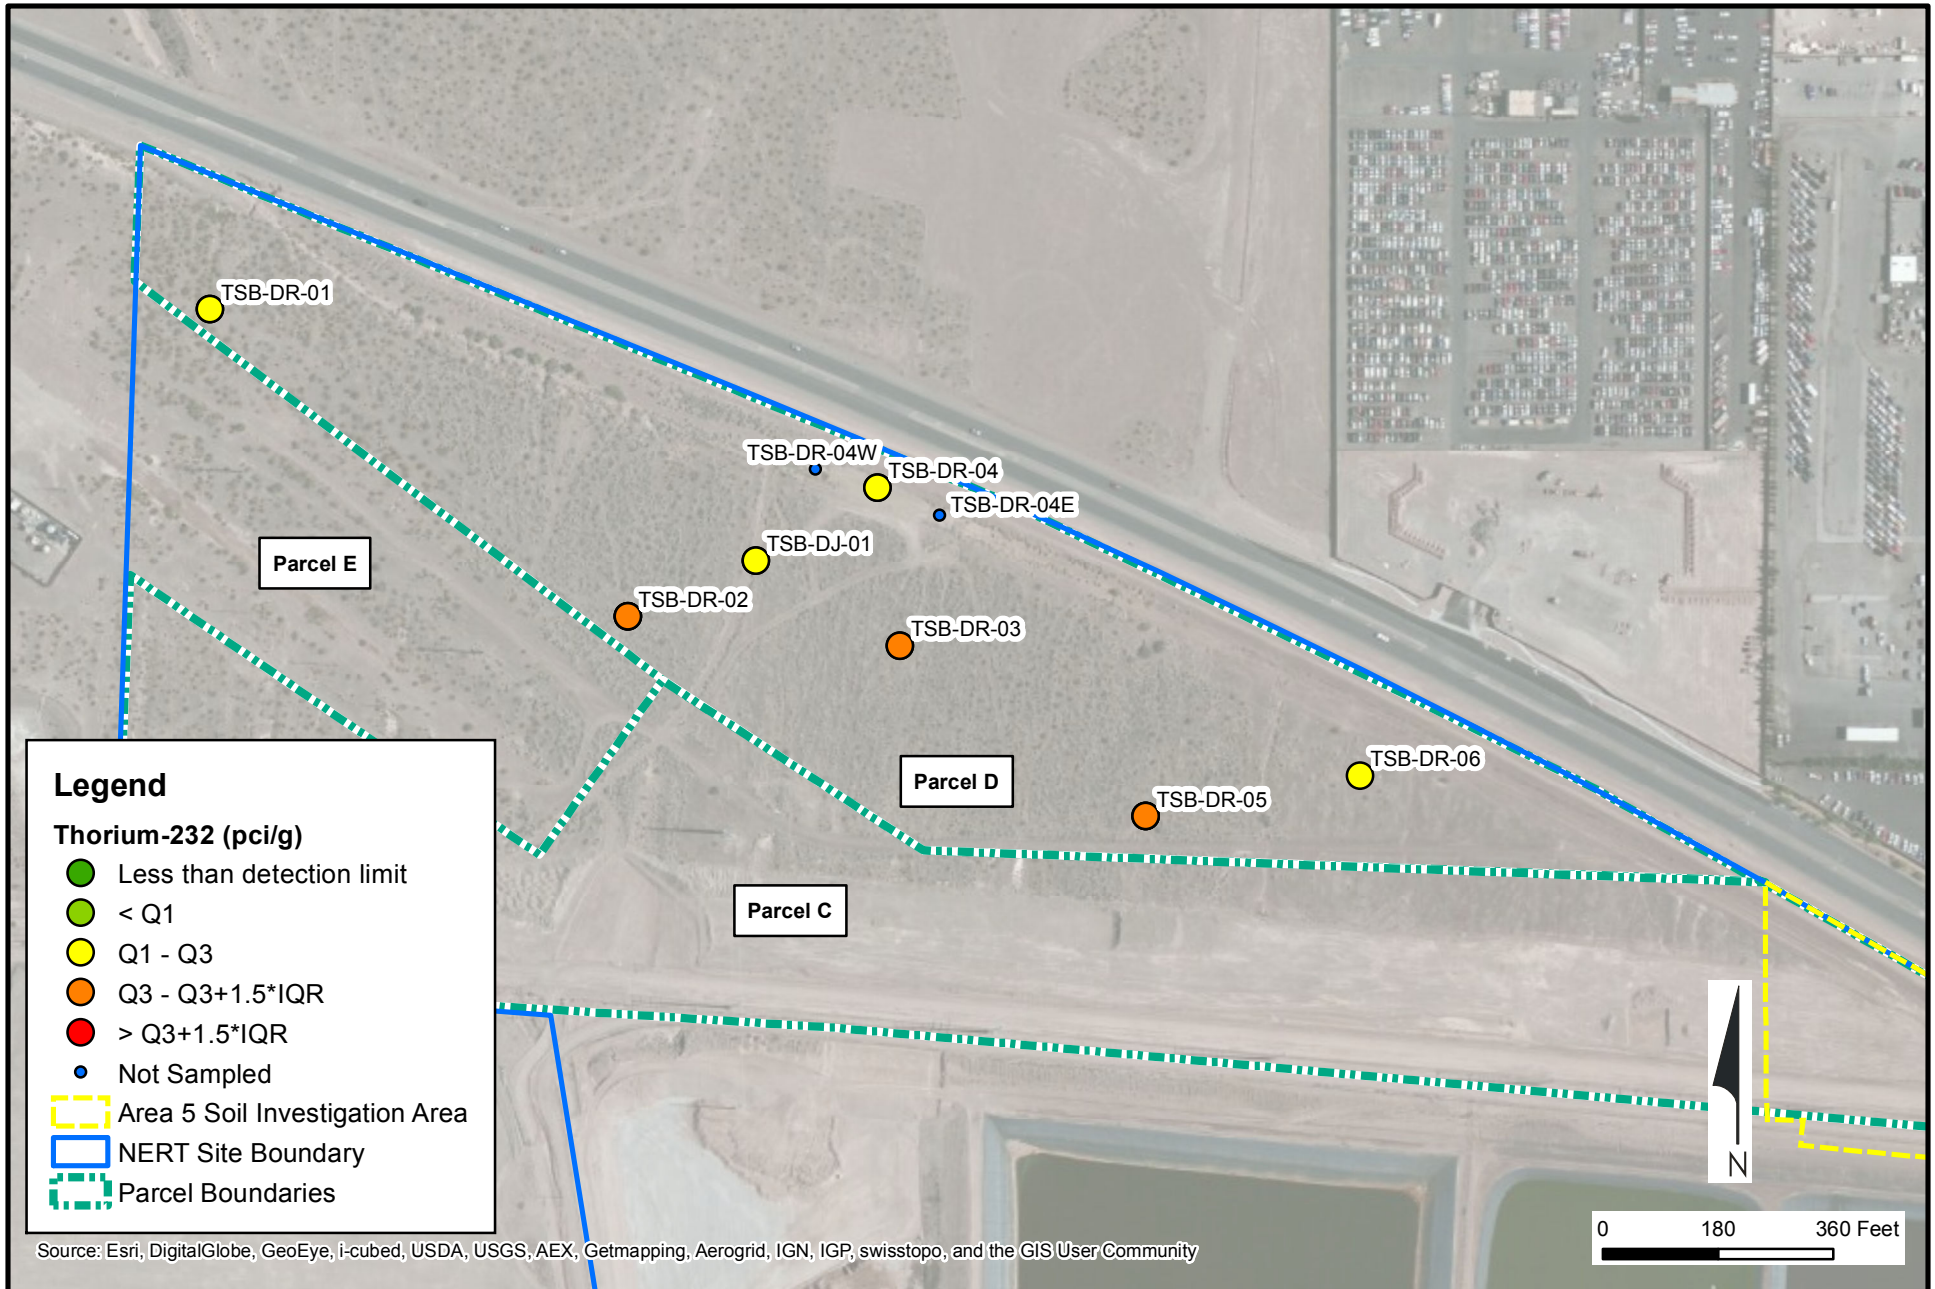 TSB-DR-01
TSB-DR-04W
TSB-DR-04
TSB-DR-04E
TSB-DJ-01
Parcel E
TSB-DR-02
TSB-DR-03
TSB-DR-06
Parcel D
TSB-DR-05
Parcel C
Legend
Thorium-232 (pci/g)
Less than detection limit
< Q1
Q1 - Q3
Q3 - Q3+1.5*IQR
> Q3+1.5*IQR
Not Sampled
Area 5 Soil Investigation Area
NERT Site Boundary
Parcel Boundaries
N
0 180 360 Feet
Source: Esri, DigitalGlobe, GeoEye, i-cubed, USDA, USGS, AEX, Getmapping, Aerogrid, IGN, IGP, swisstopo, and the GIS User Community